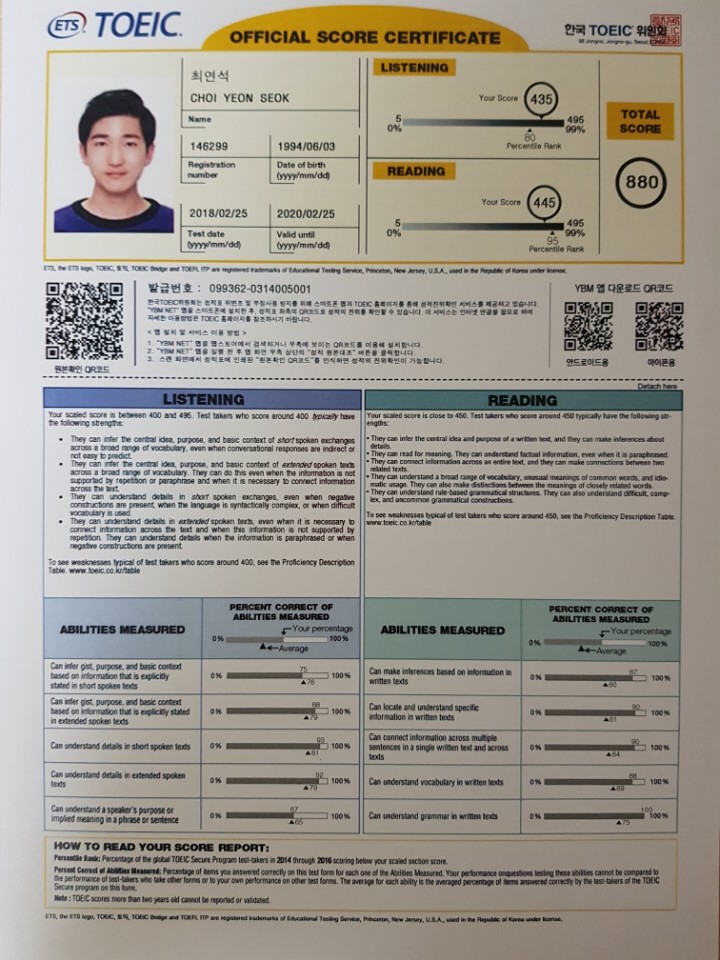 ETS TOEIC.
OFFICIAL SCORE CERTIFICATE
한국 TOEIC 위원회
최연석
CHOI YEON SEOK
Name
146299
1994/06/03
Registration
number
Date of birth
(yyyy/mm/dd)
2018/02/25
2020/02/25
Test date
(yyyy/mm/dd)
Valid until
(yyyy/mm/dd)
LISTENING
Your Score 435
5 495
0% 99%
80
Percentile Rank
READING
Your Score 445
5 495
0% 99%
95
Percentile Rank
TOTAL
SCORE
880
ETS, the ETS logo, TOEIC, 토익, TOEIC Bridge and TOEFL ITP are registered trademarks of Educational Testing Service, Princeton, New Jersey, U.S.A., used in the Republic of Korea under license.
발급번호 : 099362-0314005001
한국TOEIC위원회는 성적표 위변조 및 부정사용 방지를 위해 스마트폰 앱과 TOEIC 홈페이지를 통해 성적진위확인 서비스를 제공하고 있습니다.
"YBM NET" 앱을 스마트폰에 설치한 후, 성적표 좌측의 QR코드로 성적의 진위를 확인할 수 있습니다. 이 서비스는 인터넷 연결을 필요로 하며
자세한 이용방법은 TOEIC 홈페이지를 참조하시기 바랍니다.
< 앱 설치 및 서비스 이용 방법 >
1. "YBM NET" 앱을 앱스토어에서 검색하거나 우측에 보이는 QR코드를 이용해 설치합니다.
2. "YBM NET" 앱을 실행 한 후 앱 화면 우측 상단의 "성적 원본대조" 버튼을 클릭합니다.
3. 스캔 화면에서 성적표에 인쇄된 "원본확인 QR코드"를 인식하면 성적의 진위확인이 가능합니다.
원본확인 QR코드
YBM 앱 다운로드 QR코드
안드로이드용
아이폰용
Detach here
LISTENING
Your scaled score is between 400 and 495. Test takers who score around 400 typically have
the following strengths:
• They can infer the central idea, purpose, and basic context of short spoken exchanges
across a broad range of vocabulary, even when conversational responses are indirect or
not easy to predict.
• They can infer the central idea, purpose, and basic context of extended spoken texts
across a broad range of vocabulary. They can do this even when the information is not
supported by repetition or paraphrase and when it is necessary to connect information
across the text.
• They can understand details in short spoken exchanges, even when negative
constructions are present, when the language is syntactically complex, or when difficult
vocabulary is used.
• They can understand details in extended spoken texts, even when it is necessary to
connect information across the text and when this information is not supported by
repetition. They can understand details when the information is paraphrased or when
negative constructions are present.
To see weaknesses typical of test takers who score around 400, see the Proficiency Description
Table. www.toeic.co.kr/table
READING
Your scaled score is close to 450. Test takers who score around 450 typically have the following str-
engths:
• They can infer the central idea and purpose of a written text, and they can make inferences about
details.
• They can read for meaning. They can understand factual information, even when it is paraphrased.
• They can connect information across an entire text, and they can make connections between two
related texts.
• They can understand a broad range of vocabulary, unusual meanings of common words, and idio-
matic usage. They can also make distinctions between the meanings of closely related words.
• They can understand rule-based grammatical structures. They can also understand difficult, comp-
lex, and uncommon grammatical constructions.
To see weaknesses typical of test takers who score around 450, see the Proficiency Description Table.
www.toeic.co.kr/table
ABILITIES MEASURED
PERCENT CORRECT OF
ABILITIES MEASURED
Your percentage
0% 100%
▲←Average
Can infer gist, purpose, and basic context
based on information that is explicitly
stated in short spoken texts
75
0% 100%
▲76
Can infer gist, purpose, and basic context
based on information that is explicitly stated
in extended spoken texts
88
0% 100%
▲79
Can understand details in short spoken texts
93
0% 100%
▲81
Can understand details in extended spoken
texts
92
0% 100%
▲79
Can understand a speaker's purpose or
implied meaning in a phrase or sentence
67
0% 100%
▲65
ABILITIES MEASURED
PERCENT CORRECT OF
ABILITIES MEASURED
Your percentage
0% 100%
▲←Average
Can make inferences based on information in
written texts
87
0% 100%
▲60
Can locate and understand specific
information in written texts
90
0% 100%
▲61
Can connect information across multiple
sentences in a single written text and across
texts
90
0% 100%
▲64
Can understand vocabulary in written texts
88
0% 100%
▲69
Can understand grammar in written texts
100
0% 100%
▲75
HOW TO READ YOUR SCORE REPORT:
Percentile Rank: Percentage of the global TOEIC Secure Program test-takers in 2014 through 2016 scoring below your scaled section score.
Percent Correct of Abilities Measured: Percentage of items you answered correctly on this test form for each one of the Abilities Measured. Your performance onquestions testing these abilities cannot be compared to
the performance of test-takers who take other forms or to your own performance on other test forms. The average for each ability is the averaged percentage of items answered correctly by the test-takers of the TOEIC
Secure program on this form.
Note : TOEIC scores more than two years old cannot be reported or validated.
ETS, the ETS logo, TOEIC, 토익, TOEIC Bridge and TOEFL ITP are registered trademarks of Educational Testing Service, Princeton, New Jersey, U.S.A., used in the Republic of Korea under license.